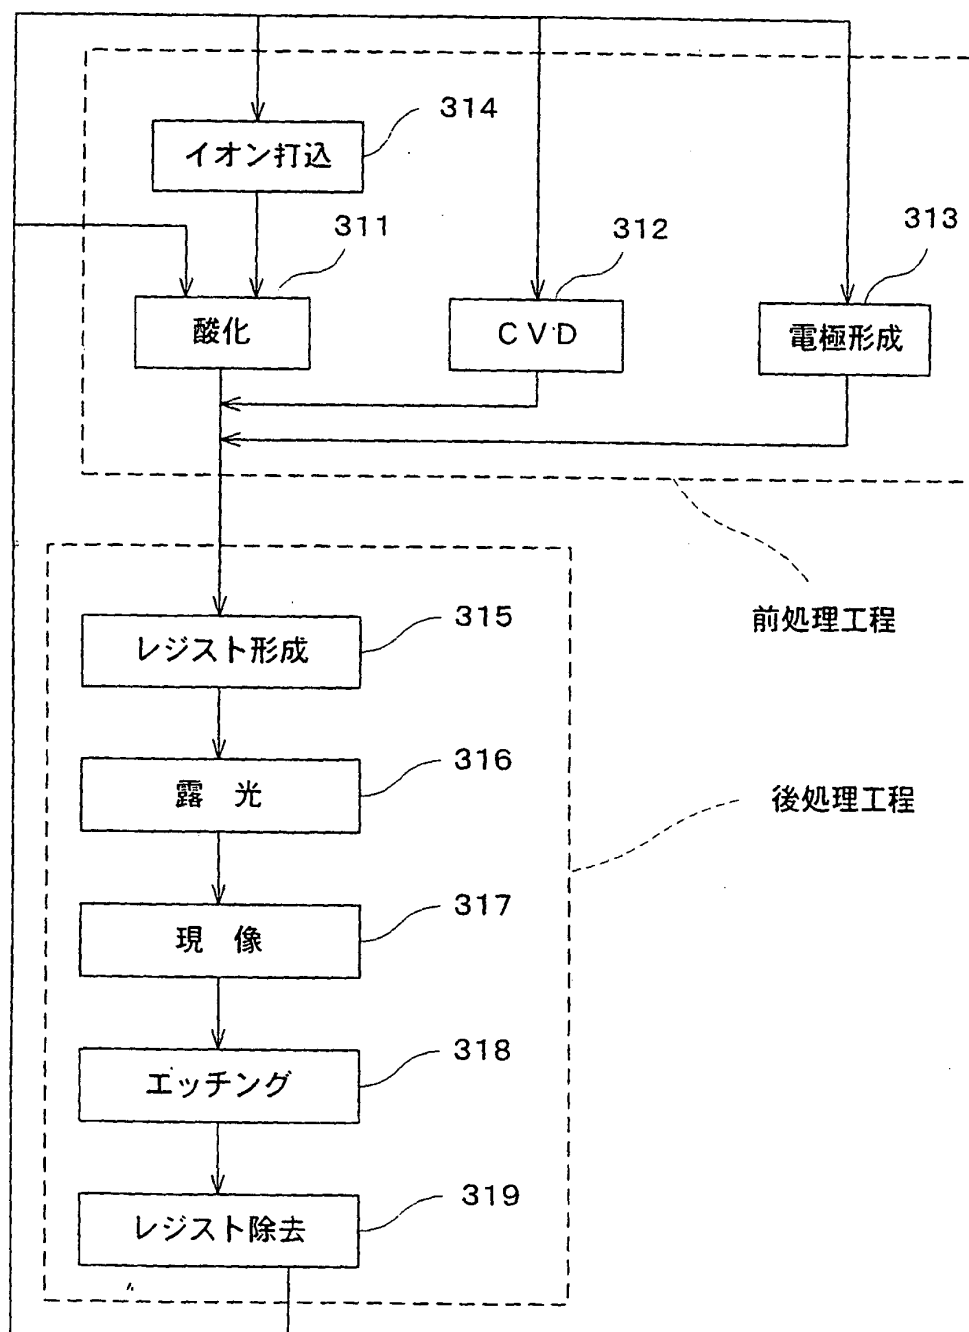 314
イオン打込
311
312
313
酸化
CVD
電極形成
前処理工程
315
レジスト形成
316
露 光
後処理工程
317
現 像
318
エッチング
319
レジスト除去